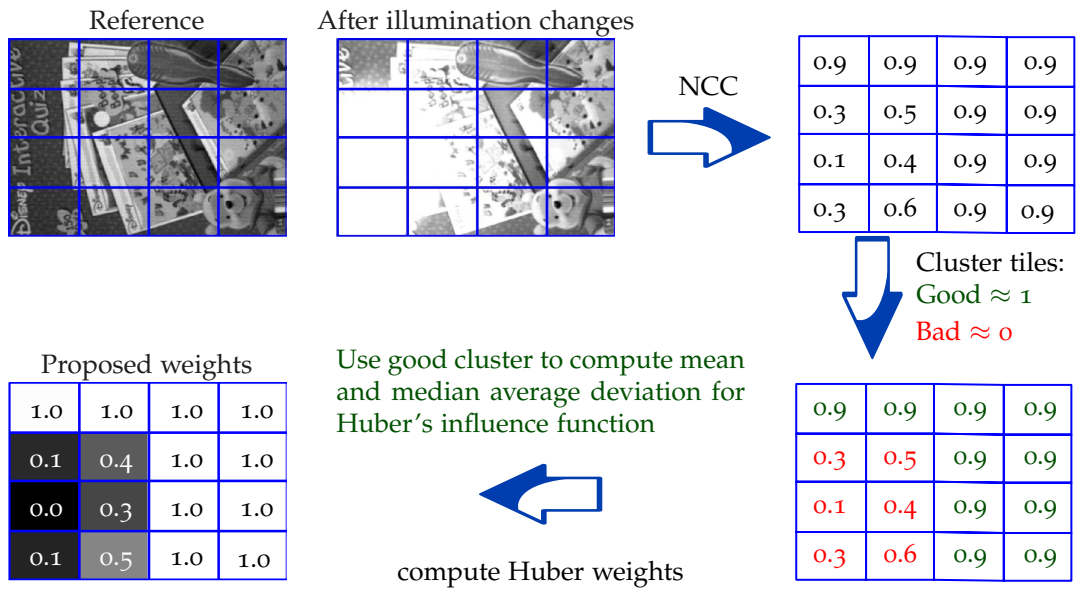 Reference
After illumination changes
DISNEY Interactive
Quiz
NCC
0.9 0.9 0.9 0.9
0.3 0.5 0.9 0.9
0.1 0.4 0.9 0.9
0.3 0.6 0.9 0.9
Cluster tiles:
Good ≈ 1
Bad ≈ 0
0.9 0.9 0.9 0.9
0.3 0.5 0.9 0.9
0.1 0.4 0.9 0.9
0.3 0.6 0.9 0.9
Use good cluster to compute mean
and median average deviation for
Huber's influence function
compute Huber weights
Proposed weights
1.0 1.0 1.0 1.0
0.1 0.4 1.0 1.0
0.0 0.3 1.0 1.0
0.1 0.5 1.0 1.0